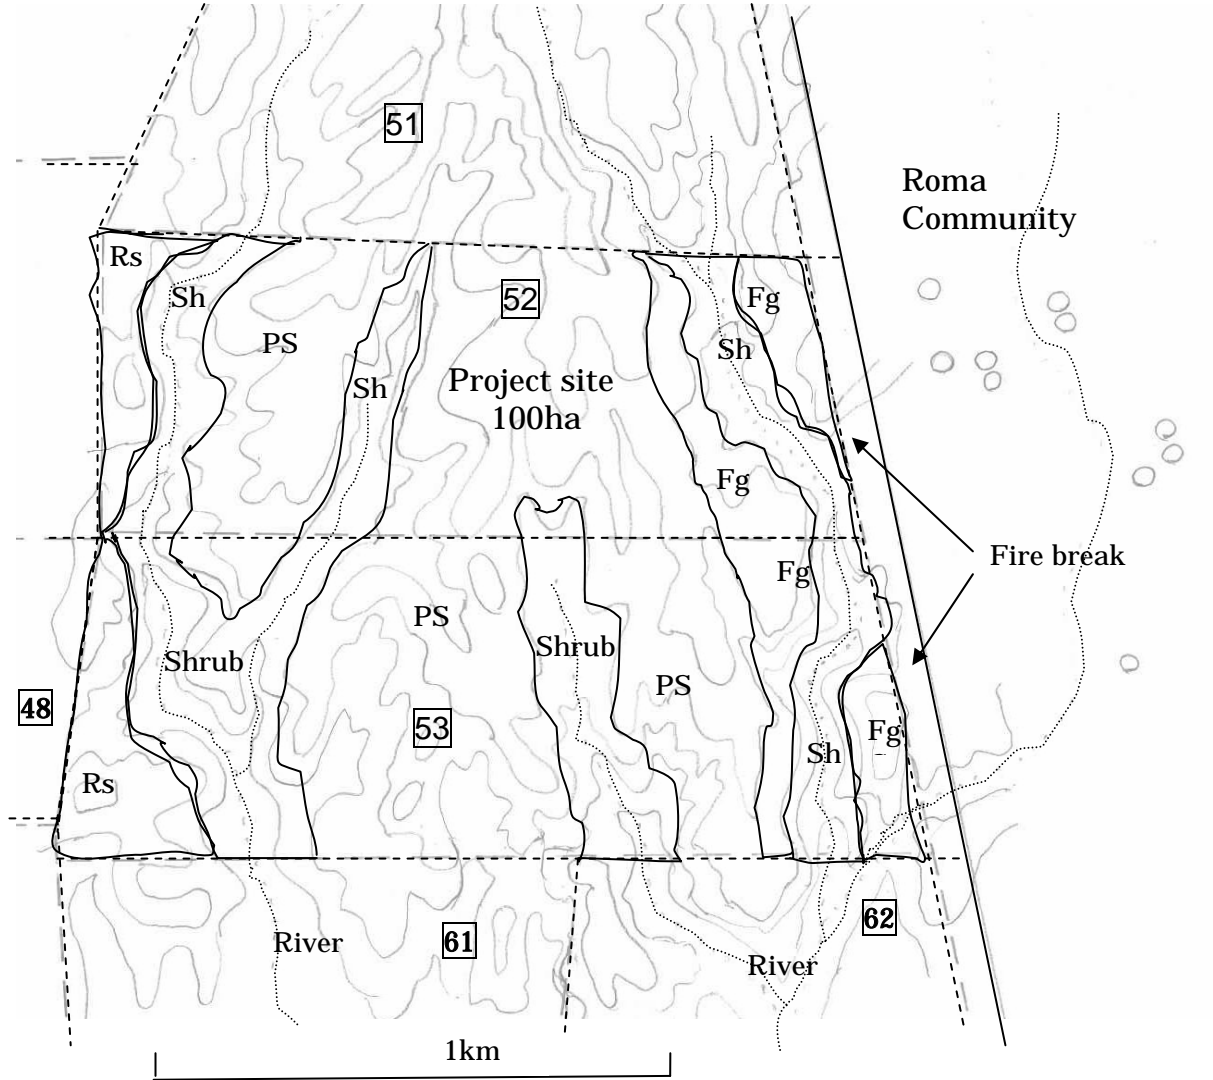 51
Roma
Community
Rs
Sh
52
Fg
PS
Sh
Sh
Project site
100ha
Fg
Fire break
Fg
PS
Shrub
Shrub
PS
48
53
Fg
Sh
Rs
62
River
61
River
1km